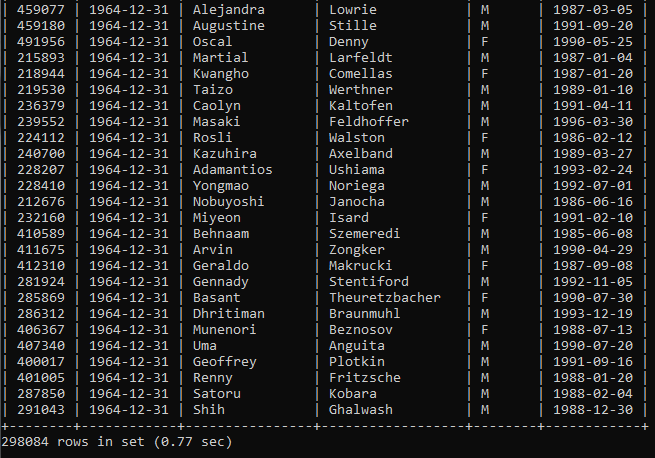 | 459077 | 1964-12-31 | Alejandra | Lowrie | M | 1987-03-05 |
| 459180 | 1964-12-31 | Augustine | Stille | M | 1991-09-20 |
| 491956 | 1964-12-31 | Oscal | Denny | F | 1990-05-25 |
| 215893 | 1964-12-31 | Martial | Larfeldt | M | 1987-01-04 |
| 218944 | 1964-12-31 | Kwangho | Comellas | F | 1987-01-20 |
| 219530 | 1964-12-31 | Taizo | Werthner | M | 1989-01-10 |
| 236379 | 1964-12-31 | Caolyn | Kaltofen | M | 1991-04-11 |
| 239552 | 1964-12-31 | Masaki | Feldhoffer | M | 1996-03-30 |
| 224112 | 1964-12-31 | Rosli | Walston | F | 1986-02-12 |
| 240700 | 1964-12-31 | Kazuhira | Axelband | M | 1989-03-27 |
| 228207 | 1964-12-31 | Adamantios | Ushiama | F | 1993-02-24 |
| 228410 | 1964-12-31 | Yongmao | Noriega | M | 1992-07-01 |
| 212676 | 1964-12-31 | Nobuyoshi | Janocha | M | 1986-06-16 |
| 232160 | 1964-12-31 | Miyeon | Isard | F | 1991-02-10 |
| 410589 | 1964-12-31 | Behnaam | Szemeredi | M | 1985-06-08 |
| 411675 | 1964-12-31 | Arvin | Zongker | M | 1990-04-29 |
| 412310 | 1964-12-31 | Geraldo | Makrucki | F | 1987-09-08 |
| 281924 | 1964-12-31 | Gennady | Stentiford | M | 1992-11-05 |
| 285869 | 1964-12-31 | Basant | Theuretzbacher | F | 1990-07-30 |
| 286312 | 1964-12-31 | Dhritiman | Braunmuhl | M | 1993-12-19 |
| 406367 | 1964-12-31 | Munenori | Beznosov | F | 1988-07-13 |
| 407340 | 1964-12-31 | Uma | Anguita | M | 1990-07-20 |
| 400017 | 1964-12-31 | Geoffrey | Plotkin | M | 1991-09-16 |
| 401005 | 1964-12-31 | Renny | Fritzsche | M | 1988-01-20 |
| 287850 | 1964-12-31 | Satoru | Kobara | M | 1988-02-04 |
| 291043 | 1964-12-31 | Shih | Ghalwash | M | 1988-12-30 |
+--------+------------+----------------+------------------+--------+------------+
298084 rows in set (0.77 sec)